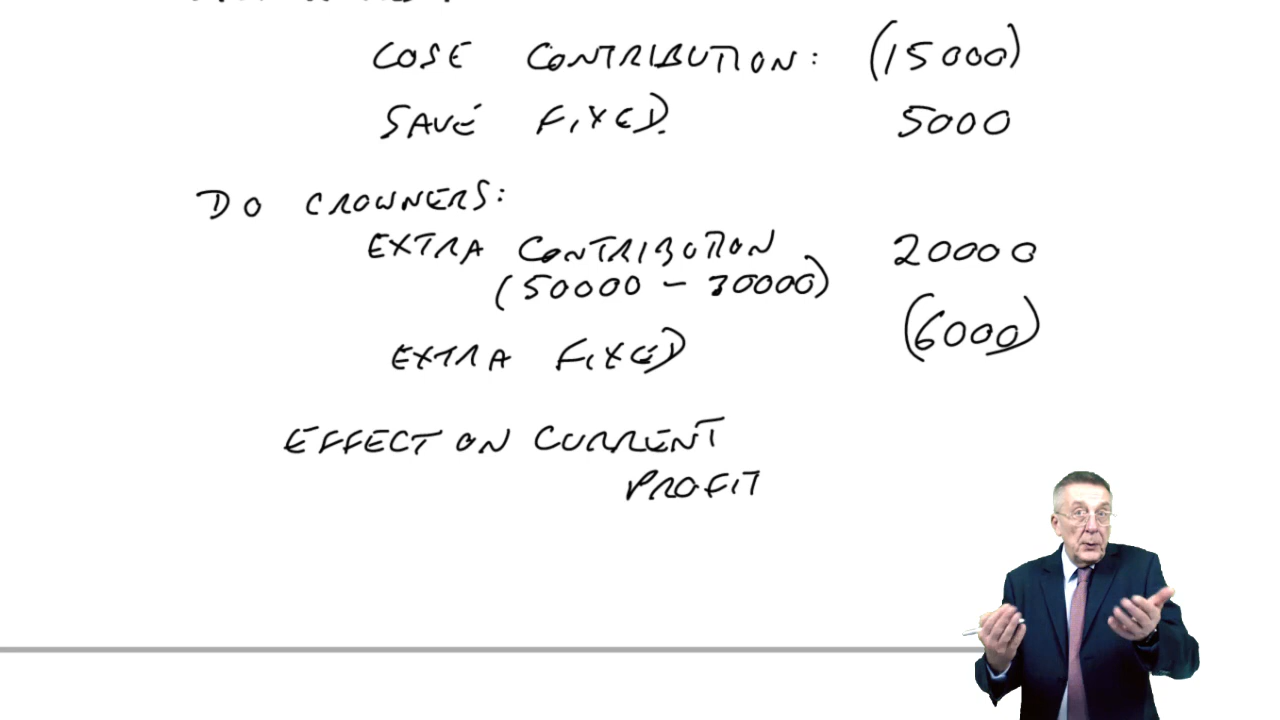 LOSE CONTRIBUTION: (15000)
SAVE FIXED 5000
DO CROWNERS:
EXTRA CONTRIBUTION 20000
(50000 - 30000)
EXTRA FIXED (6000)
EFFECT ON CURRENT
PROFIT